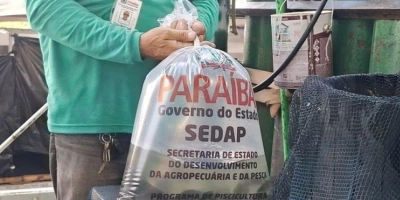 PARAÍBA
Governo do Estado
SEDAP
SECRETARIA DE ESTADO
DO DESENVOLVIMENTO
DA AGROPECUÁRIA E DA PESCA
PROGRAMA DE PISCICULTURA